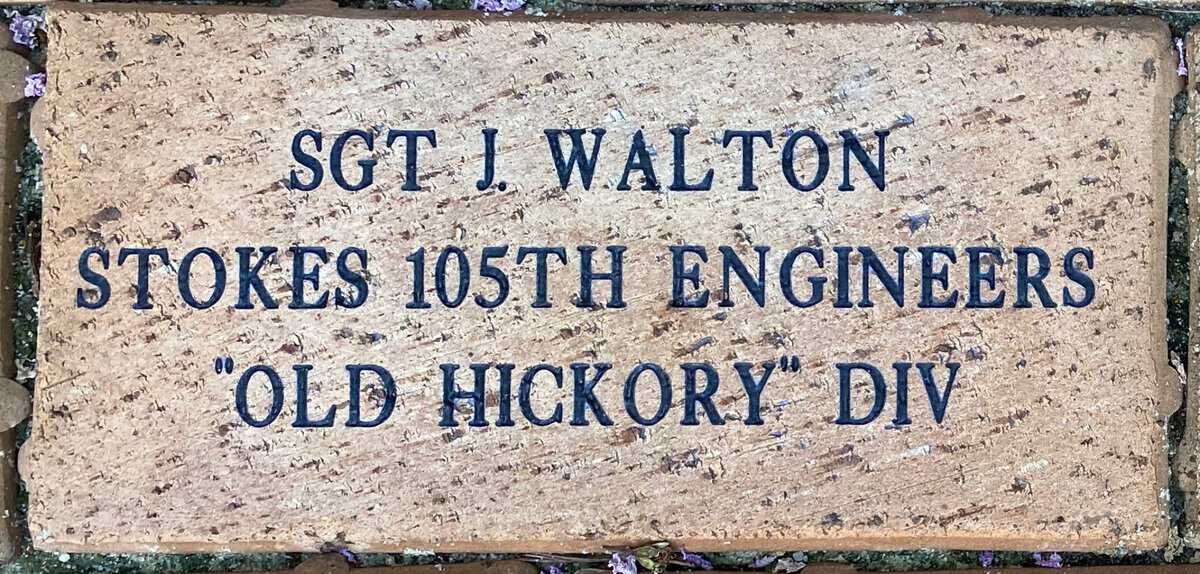 SGT J. WALTON
STOKES 105TH ENGINEERS
"OLD HICKORY" DIV